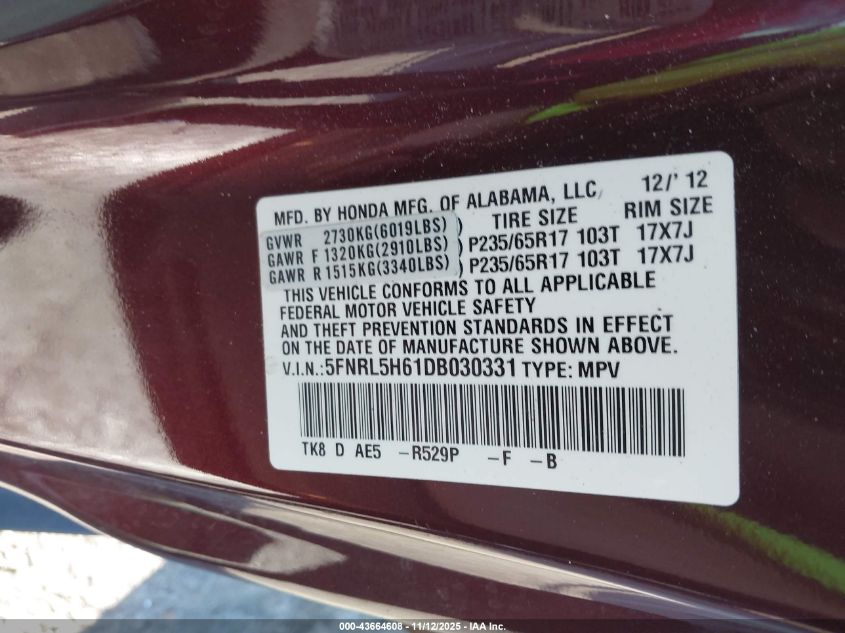 MFD. BY HONDA MFG. OF ALABAMA, LLC 12/'12
GVWR 2730KG(6019LBS) TIRE SIZE RIM SIZE
GAWR F 1320KG(2910LBS) P235/65R17 103T 17X7J
GAWR R 1515KG(3340LBS) P235/65R17 103T 17X7J
THIS VEHICLE CONFORMS TO ALL APPLICABLE
FEDERAL MOTOR VEHICLE SAFETY
AND THEFT PREVENTION STANDARDS IN EFFECT
ON THE DATE OF MANUFACTURE SHOWN ABOVE.
V.I.N.:5FNRL5H61DB030331 TYPE: MPV
TK8 D AE5 -R529P -F -B
000-43664608 - 11/12/2025 - IAA Inc.